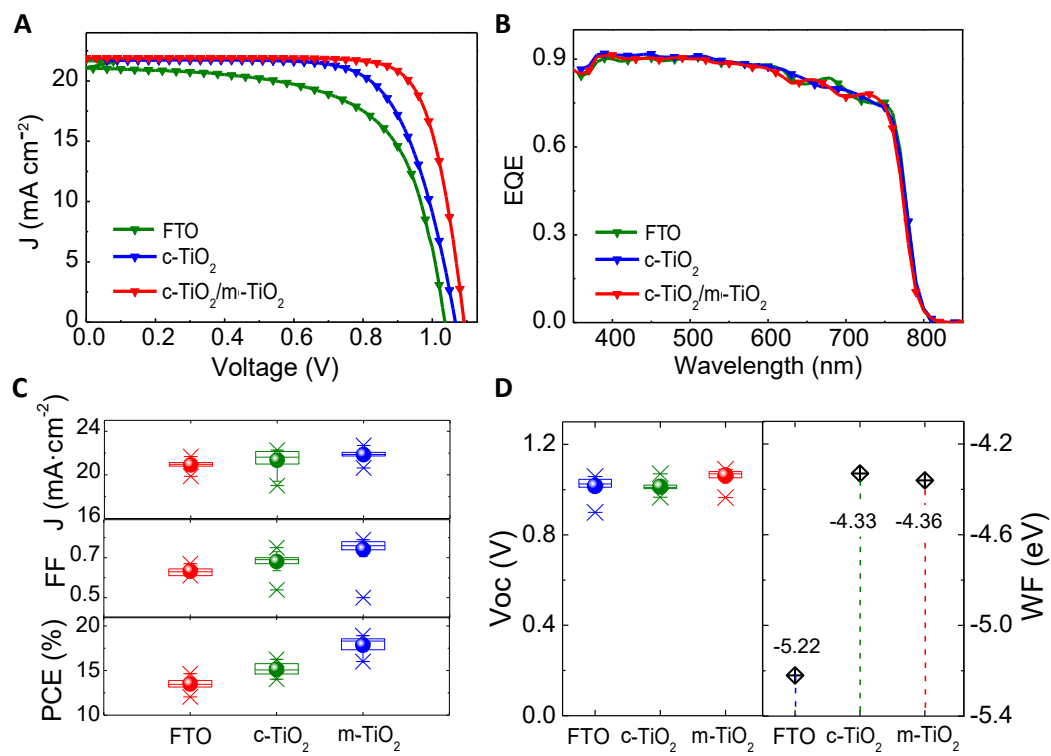 A
B
20
15
10
5
0
J (mA cm⁻²)
FTO
c-TiO₂
c-TiO₂/m-TiO₂
0.0 0.2 0.4 0.6 0.8 1.0
Voltage (V)
0.9
0.6
0.3
0.0
EQE
FTO
c-TiO₂
c-TiO₂/m-TiO₂
400 500 600 700 800
Wavelength (nm)
C
D
24
20
16
J (mA·cm⁻²)
0.7
0.5
FF
20
15
10
PCE (%)
FTO c-TiO₂ m-TiO₂
1.2
0.8
0.4
0.0
Voc (V)
FTO c-TiO₂ m-TiO₂
-5.22
-4.33
-4.36
FTO c-TiO₂ m-TiO₂
-4.2
-4.6
-5.0
-5.4
WF (eV)